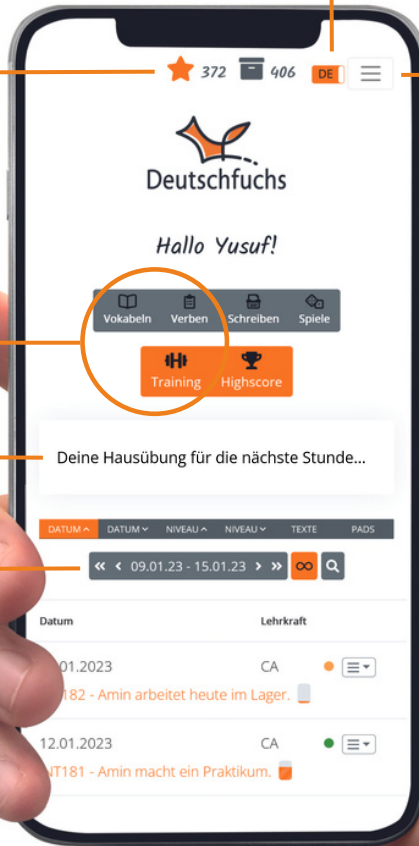 372 406 DE
Deutschfuchs
Hallo Yusuf!
Vokabeln Verben Schreiben Spiele
Training Highscore
Deine Hausübung für die nächste Stunde...
DATUM DATUM NIVEAU NIVEAU TEXTE PADS
09.01.23 - 15.01.23
Datum Lehrkraft
.01.2023 CA
182 - Amin arbeitet heute im Lager.
12.01.2023 CA
NT181 - Amin macht ein Praktikum.